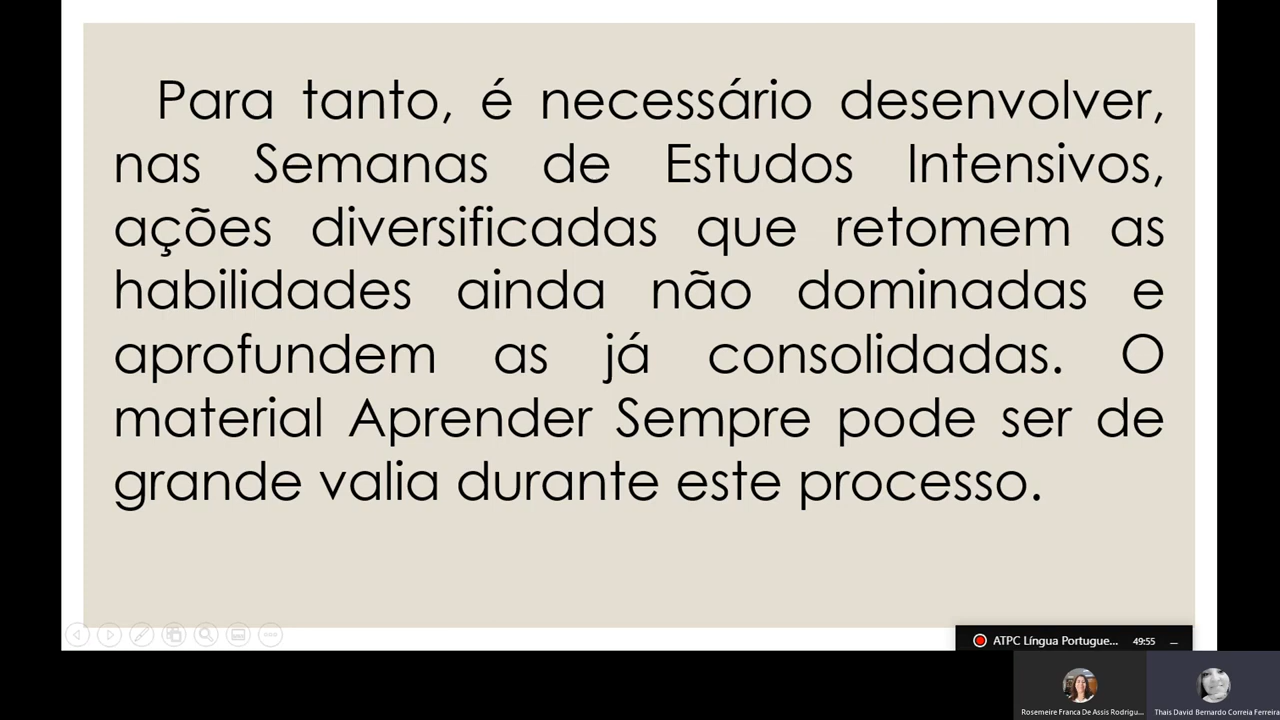 Para tanto, é necessário desenvolver,
nas Semanas de Estudos Intensivos,
ações diversificadas que retomem as
habilidades ainda não dominadas e
aprofundem as já consolidadas. O
material Aprender Sempre pode ser de
grande valia durante este processo.
ATPC Língua Portugue... 49:55
Rosemeire Franca De Assis Rodrigu...
Thais David Bernardo Correia Ferreira